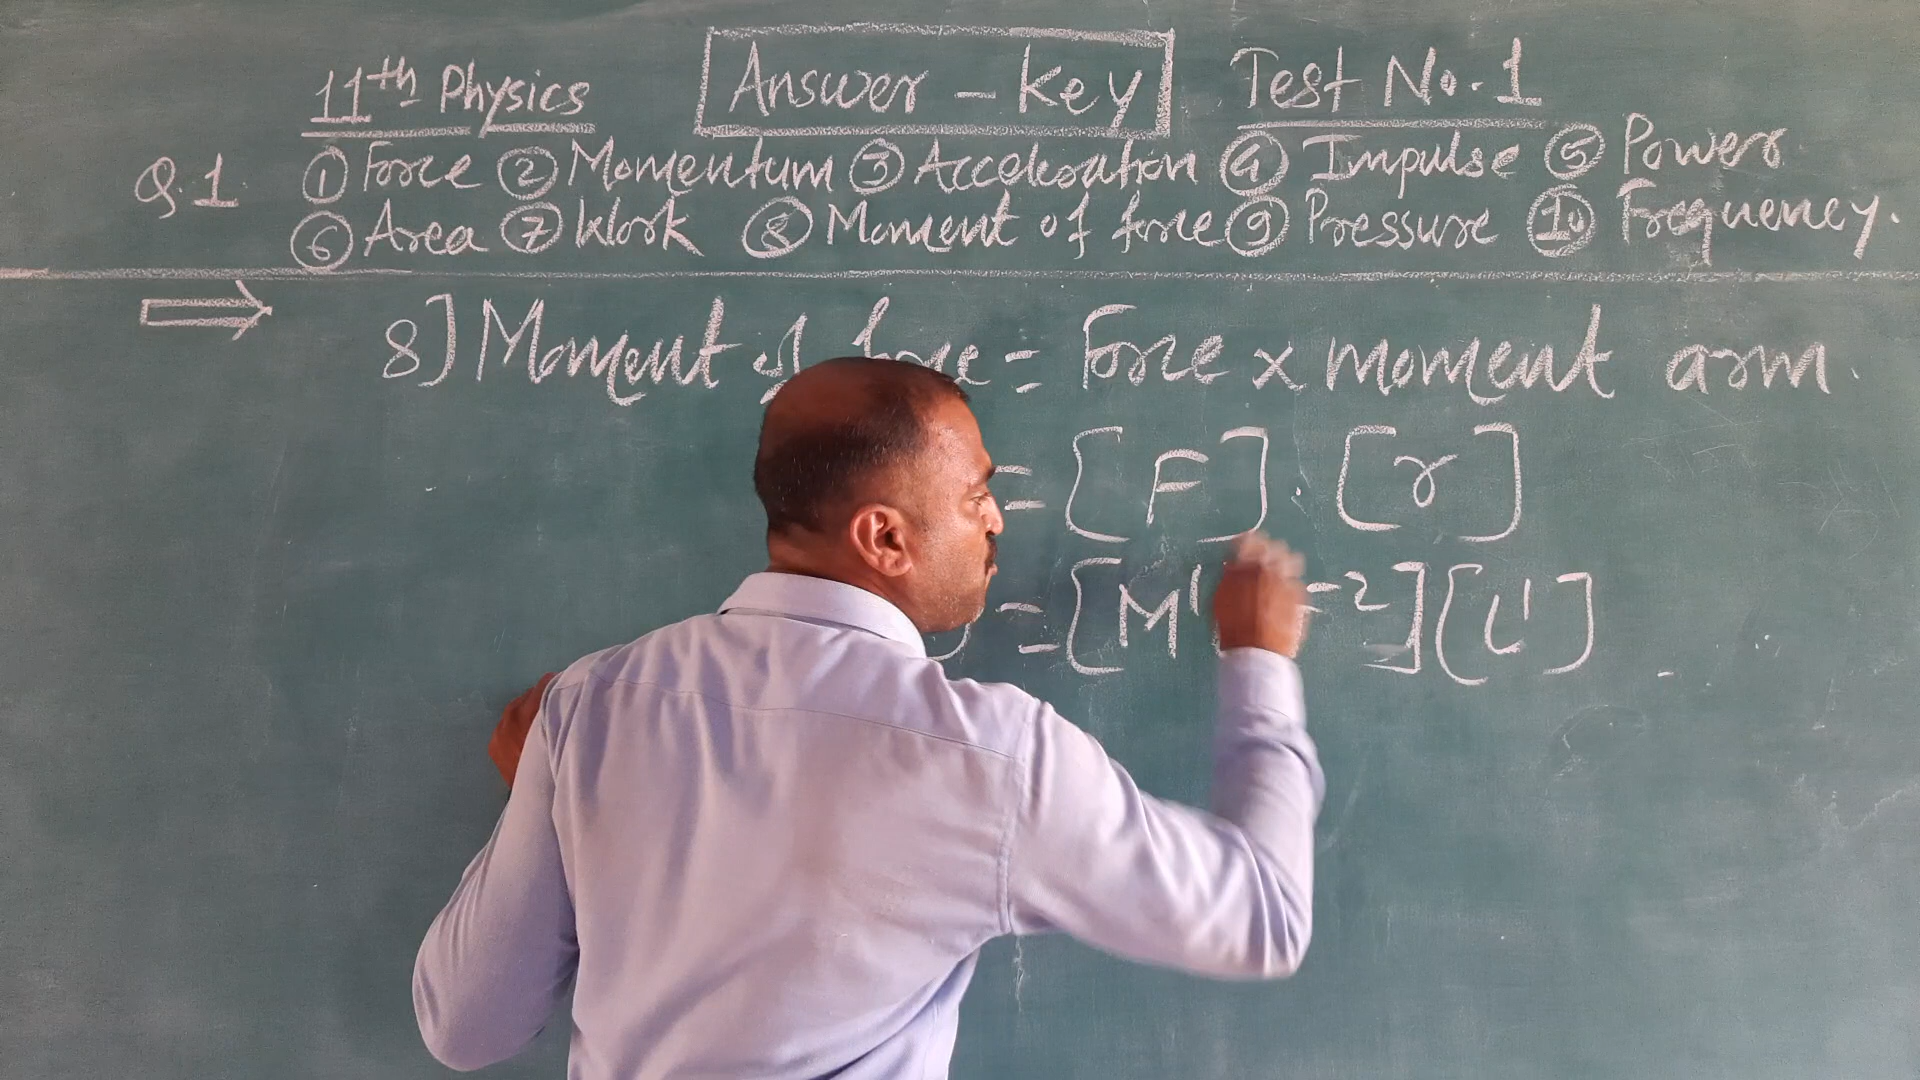 11th Physics Answer - Key Test No. 1
Q.1 ① Force ② Momentum ③ Acceleration ④ Impulse ⑤ Power
⑥ Area ⑦ Work ⑧ Moment of force ⑨ Pressure ⑩ Frequency.
⇒ 8] Moment of force = Force × moment arm.
= [F] . [r]
= [M¹ -2] [L¹]